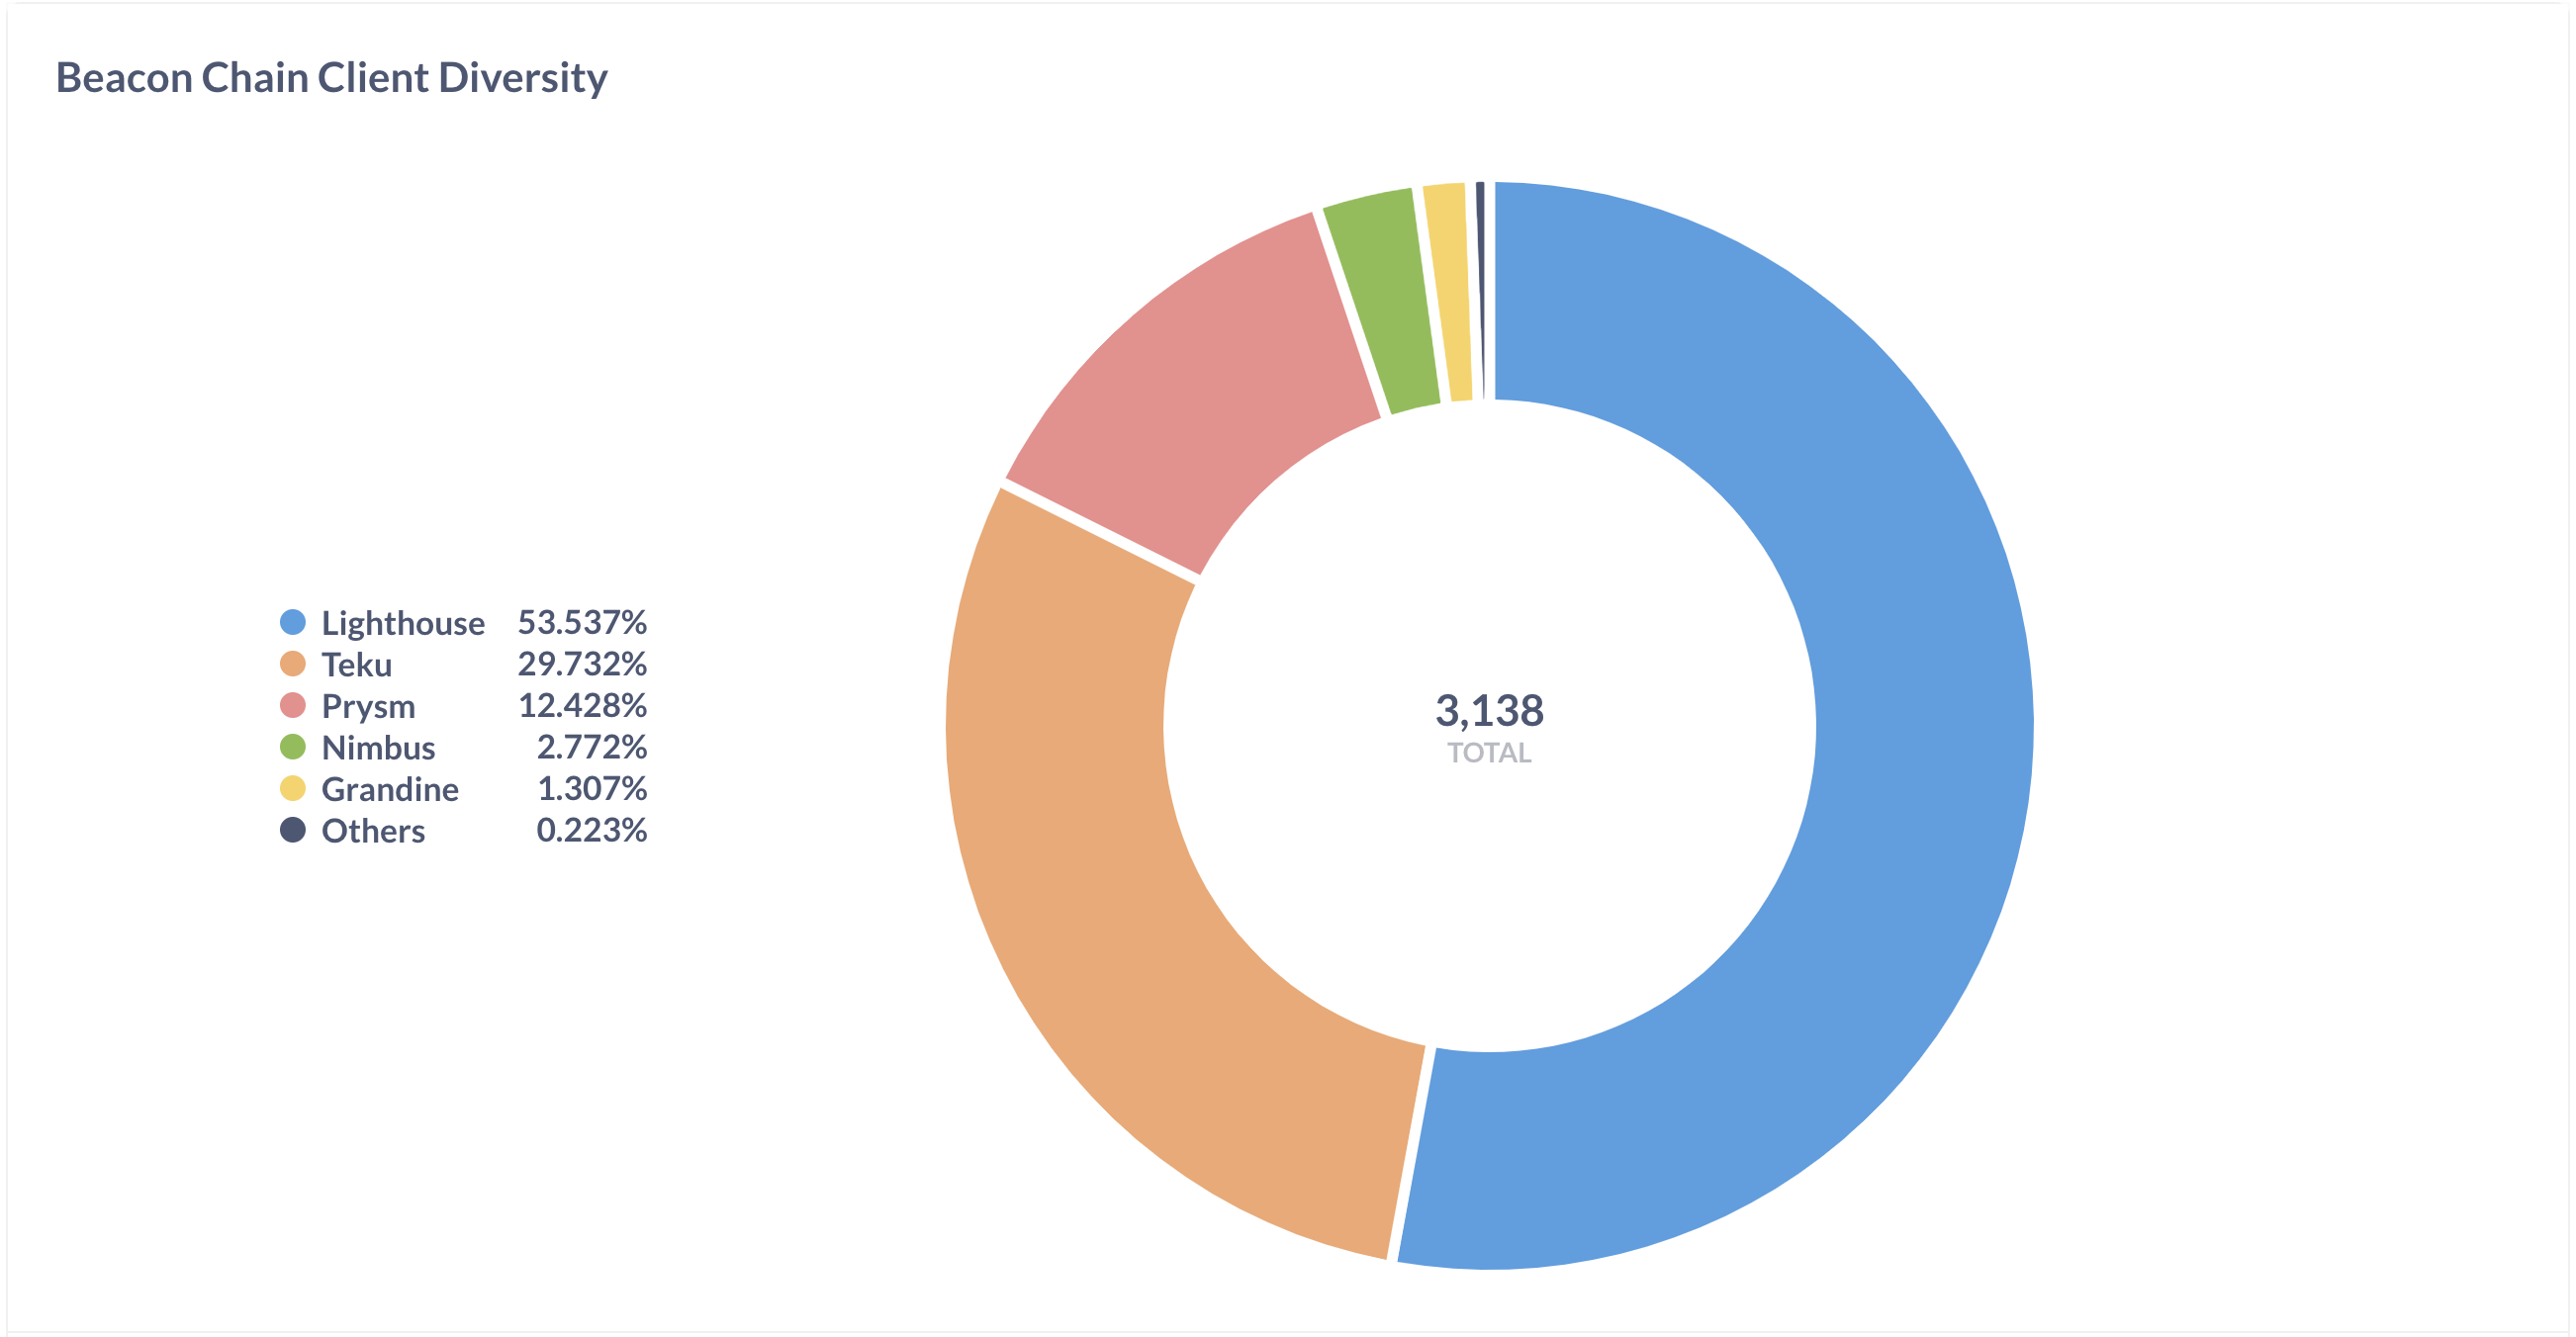 Beacon Chain Client Diversity
Lighthouse 53.537%
Teku 29.732%
Prysm 12.428%
Nimbus 2.772%
Grandine 1.307%
Others 0.223%
3,138
TOTAL